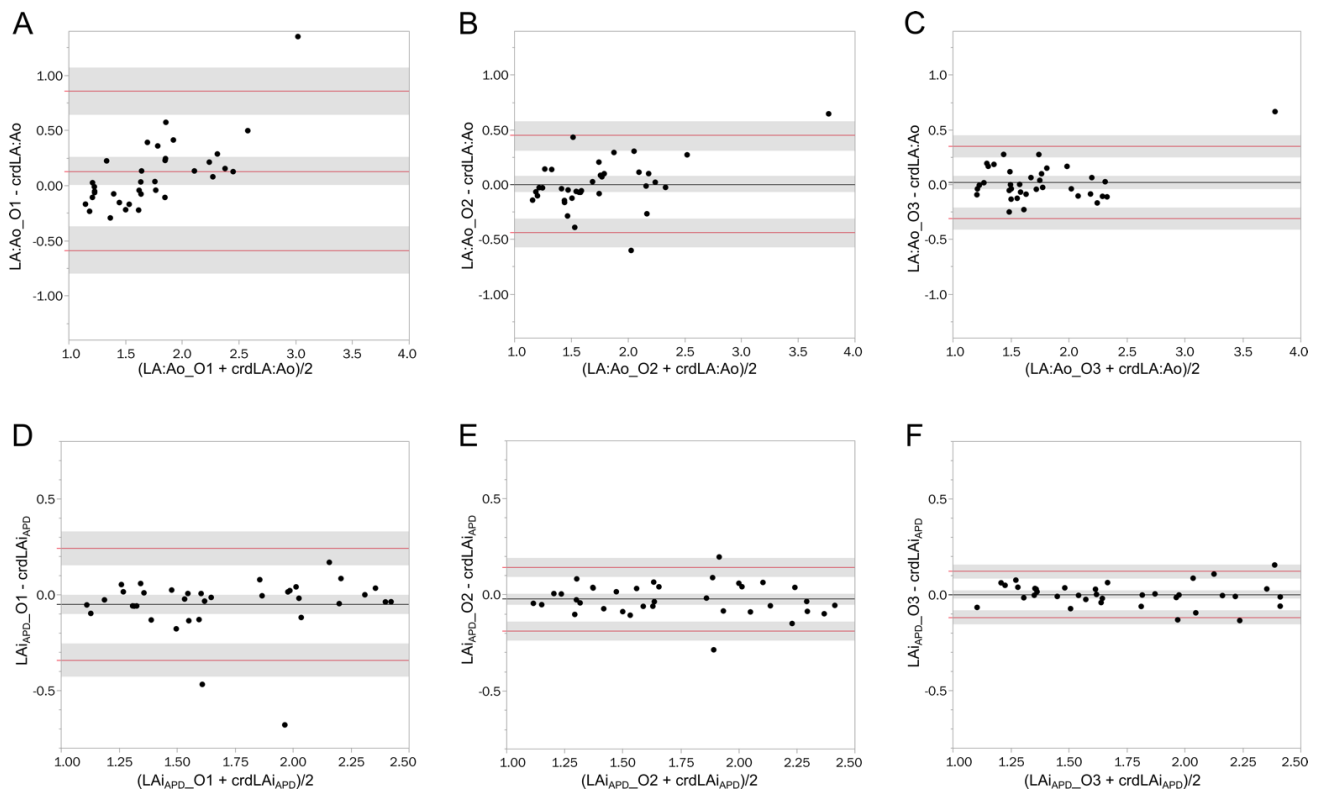 A
LA:Ao_O1 - crdLA:Ao
1.00
0.50
0.00
-0.50
-1.00
1.0 1.5 2.0 2.5 3.0 3.5 4.0
(LA:Ao_O1 + crdLA:Ao)/2
B
LA:Ao_O2 - crdLA:Ao
1.00
0.50
0.00
-0.50
-1.00
1.0 1.5 2.0 2.5 3.0 3.5 4.0
(LA:Ao_O2 + crdLA:Ao)/2
C
LA:Ao_O3 - crdLA:Ao
1.0
0.5
0.0
-0.5
-1.0
1.0 1.5 2.0 2.5 3.0 3.5 4.0
(LA:Ao_O3 + crdLA:Ao)/2
D
LAiAPD_O1 - crdLAiAPD
0.5
0.0
-0.5
1.00 1.25 1.50 1.75 2.00 2.25 2.50
(LAiAPD_O1 + crdLAiAPD)/2
E
LAiAPD_O2 - crdLAiAPD
0.5
0.0
-0.5
1.00 1.25 1.50 1.75 2.00 2.25 2.50
(LAiAPD_O2 + crdLAiAPD)/2
F
LAiAPD_O3 - crdLAiAPD
0.5
0.0
-0.5
1.00 1.25 1.50 1.75 2.00 2.25 2.50
(LAiAPD_O3 + crdLAiAPD)/2